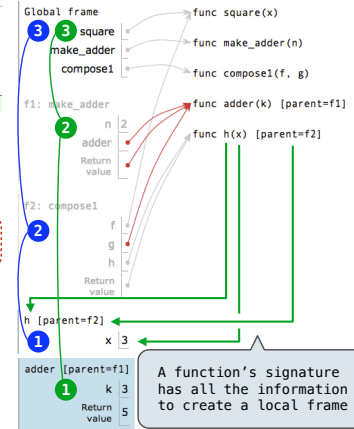 Global frame
3 3 square
make_adder
compose1
func square(x)
func make_adder(n)
func compose1(f, g)
func adder(k) [parent=f1]
func h(x) [parent=f2]
f1: make_adder
2
n 2
adder
Return
value
f2: compose1
2
f
g
h
Return
value
h [parent=f2]
1
x 3
adder [parent=f1]
1
k 3
Return
value 5
A function's signature
has all the information
to create a local frame